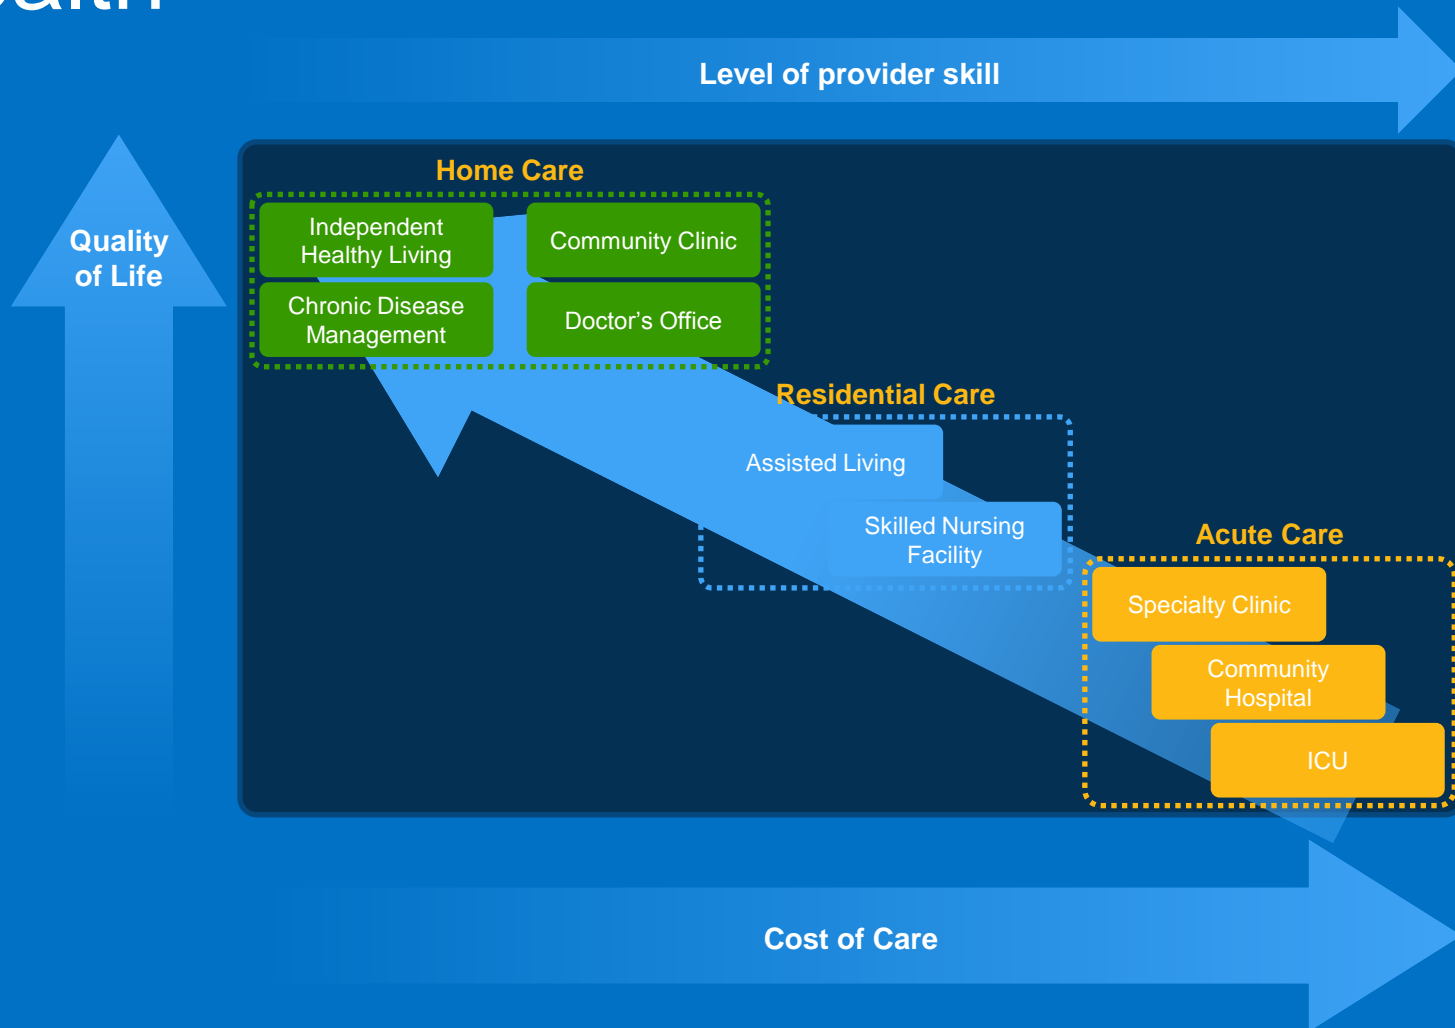 Level of provider skill
Quality
of Life
Home Care
Independent
Healthy Living
Community Clinic
Chronic Disease
Management
Doctor's Office
Residential Care
Assisted Living
Skilled Nursing
Facility
Acute Care
Specialty Clinic
Community
Hospital
ICU
Cost of Care